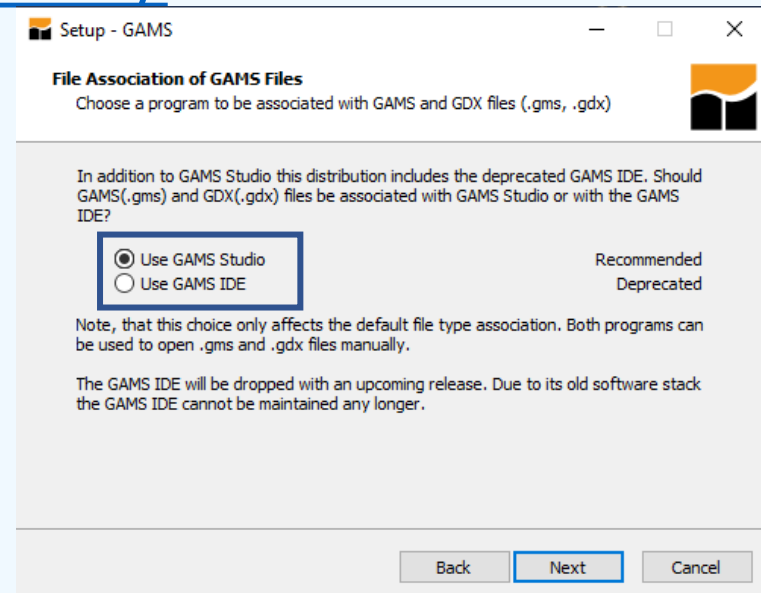 Setup - GAMS
File Association of GAMS Files
Choose a program to be associated with GAMS and GDX files (.gms, .gdx)
In addition to GAMS Studio this distribution includes the deprecated GAMS IDE. Should
GAMS(.gms) and GDX(.gdx) files be associated with GAMS Studio or with the GAMS
IDE?
Use GAMS Studio Recommended
Use GAMS IDE Deprecated
Note, that this choice only affects the default file type association. Both programs can
be used to open .gms and .gdx files manually.
The GAMS IDE will be dropped with an upcoming release. Due to its old software stack
the GAMS IDE cannot be maintained any longer.
Back Next Cancel